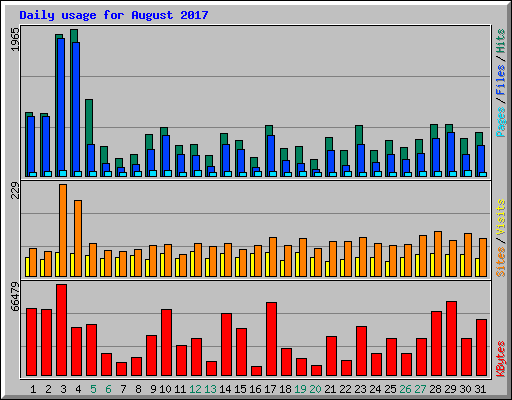 Daily usage for August 2017
1965
Pages/Files/Hits
229
Sites/Visits
66479
KBytes
1 2 3 4 5 6 7 8 9 10 11 12 13 14 15 16 17 18 19 20 21 22 23 24 25 26 27 28 29 30 31